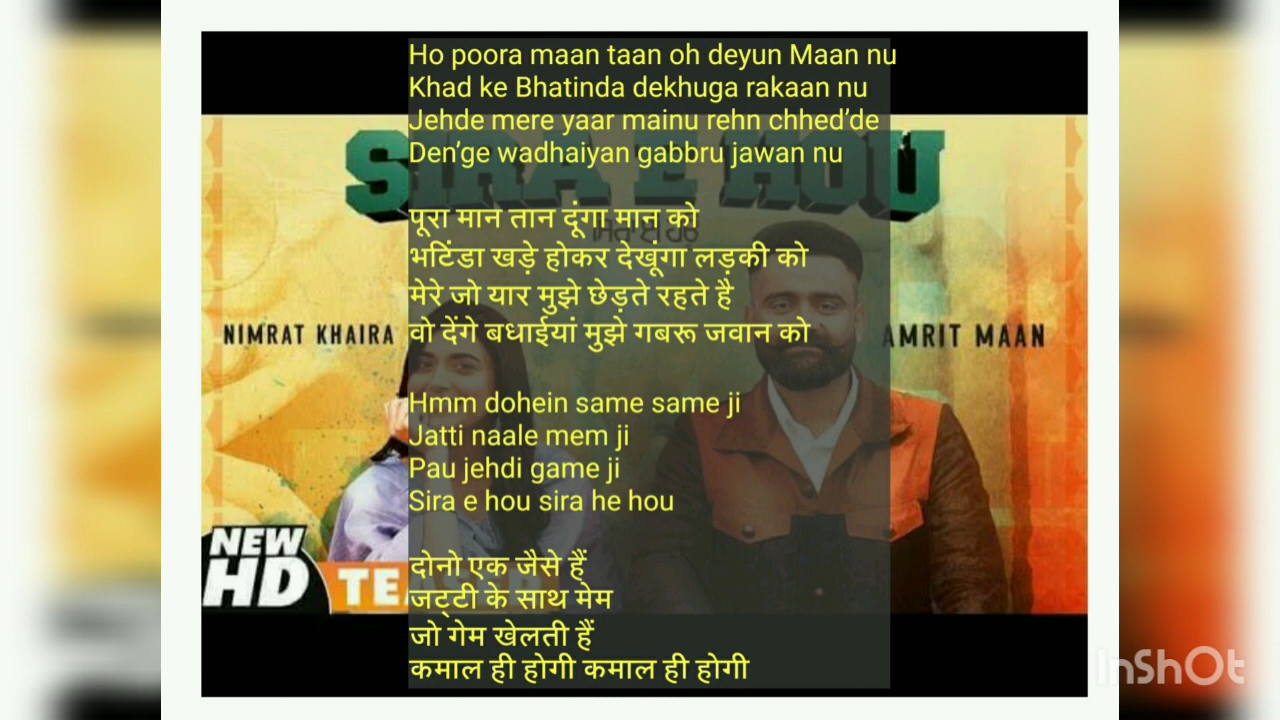 Ho poora maan taan oh deyun Maan nu
Khad ke Bhatinda dekhuga rakaan nu
Jehde mere yaar mainu rehn chhed’de
Den’ge wadhaiyan gabbru jawan nu
SIRA E HOU
पूरा मान तान दूंगा मान को
ਸਿਰਾ ਈ ਹੋਊ
भटिंडा खड़े होकर देखूंगा लड़की को
मेरे जो यार मुझे छेड़ते रहते है
NIMRAT KHAIRA
वो देंगे बधाईयां मुझे गबरू जवान को
AMRIT MAAN
Hmm dohein same same ji
Jatti naale mem ji
Pau jehdi game ji
Sira e hou sira he hou
NEW
HD
दोनो एक जैसे हैं
जट्टी के साथ मेम
जो गेम खेलती हैं
कमाल ही होगी कमाल ही होगी
InShOt